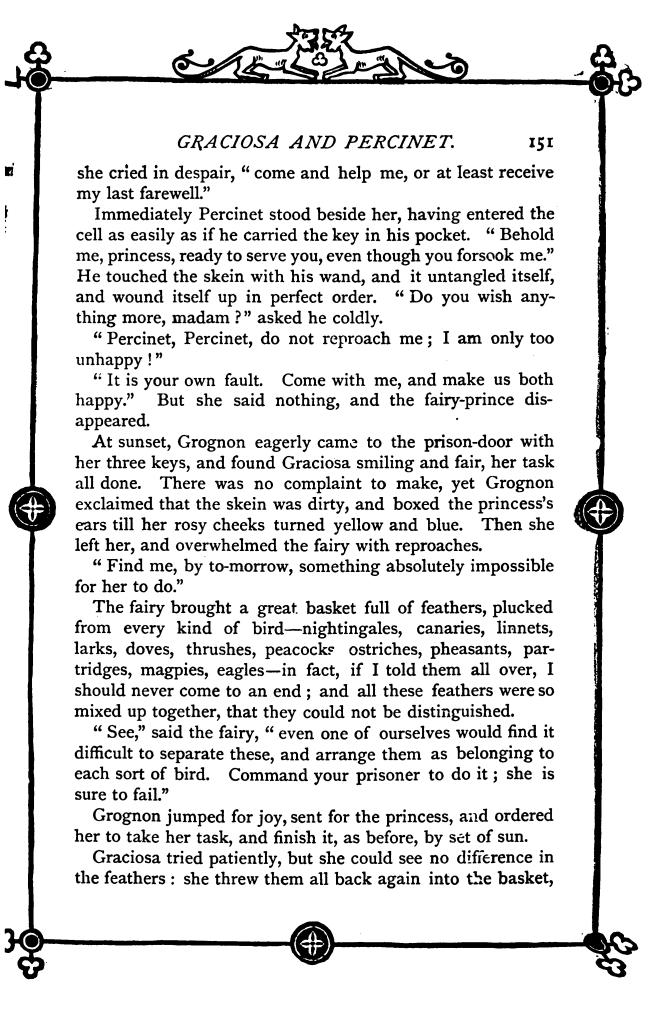 GRACIOSA AND PERCINET. 151
she cried in despair, “ come and help me, or at least receive
my last farewell.”
Immediately Percinet stood beside her, having entered the
cell as easily as if he carried the key in his pocket. “ Behold
me, princess, ready to serve you, even though you forsook me.”
He touched the skein with his wand, and it untangled itself,
and wound itself up in perfect order. “ Do you wish any-
thing more, madam ?” asked he coldly.
“ Percinet, Percinet, do not reproach me ; I am only too
unhappy !”
“ It is your own fault. Come with me, and make us both
happy.” But she said nothing, and the fairy-prince dis-
appeared.
At sunset, Grognon eagerly came to the prison-door with
her three keys, and found Graciosa smiling and fair, her task
all done. There was no complaint to make, yet Grognon
exclaimed that the skein was dirty, and boxed the princess’s
ears till her rosy cheeks turned yellow and blue. Then she
left her, and overwhelmed the fairy with reproaches.
“ Find me, by to-morrow, something absolutely impossible
for her to do.”
The fairy brought a great basket full of feathers, plucked
from every kind of bird—nightingales, canaries, linnets,
larks, doves, thrushes, peacocks ostriches, pheasants, par-
tridges, magpies, eagles—in fact, if I told them all over, I
should never come to an end ; and all these feathers were so
mixed up together, that they could not be distinguished.
“ See,” said the fairy, “ even one of ourselves would find it
difficult to separate these, and arrange them as belonging to
each sort of bird. Command your prisoner to do it ; she is
sure to fail.”
Grognon jumped for joy, sent for the princess, and ordered
her to take her task, and finish it, as before, by set of sun.
Graciosa tried patiently, but she could see no difference in
the feathers : she threw them all back again into the basket,